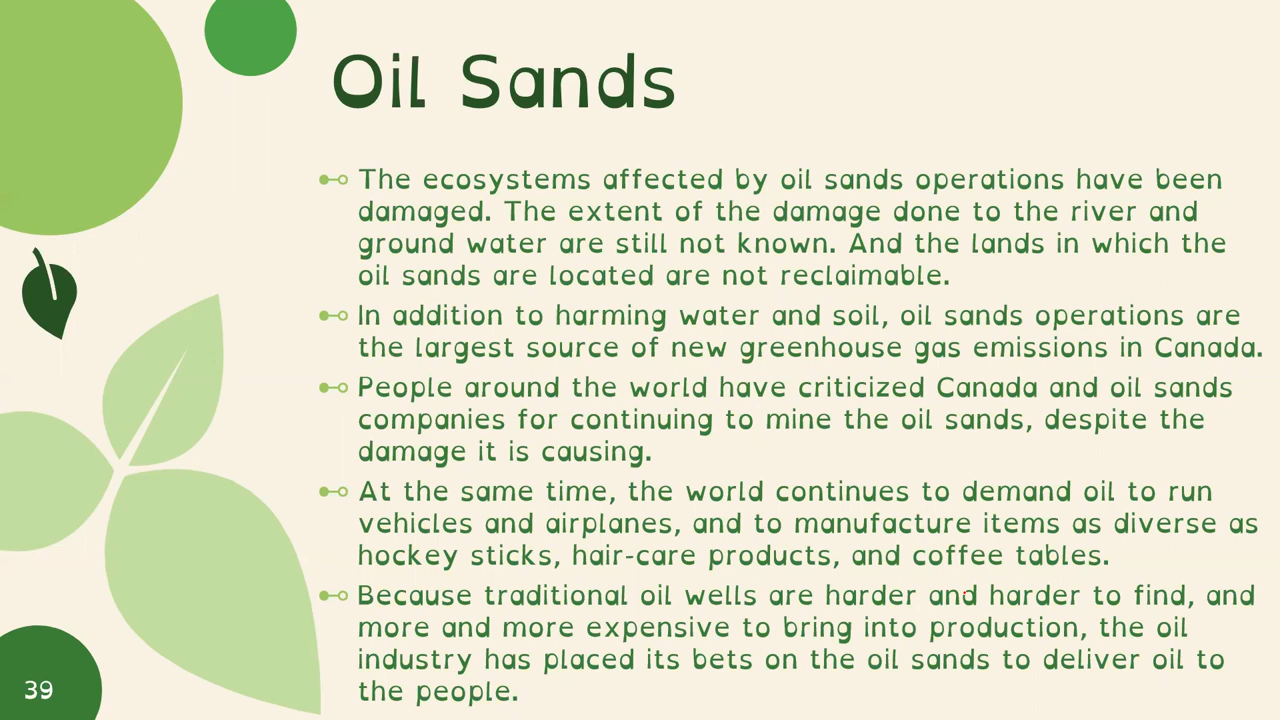 Oil Sands
The ecosystems affected by oil sands operations have been
damaged. The extent of the damage done to the river and
ground water are still not known. And the lands in which the
oil sands are located are not reclaimable.
In addition to harming water and soil, oil sands operations are
the largest source of new greenhouse gas emissions in Canada.
People around the world have criticized Canada and oil sands
companies for continuing to mine the oil sands, despite the
damage it is causing.
At the same time, the world continues to demand oil to run
vehicles and airplanes, and to manufacture items as diverse as
hockey sticks, hair-care products, and coffee tables.
Because traditional oil wells are harder and harder to find, and
more and more expensive to bring into production, the oil
industry has placed its bets on the oil sands to deliver oil to
the people.
39